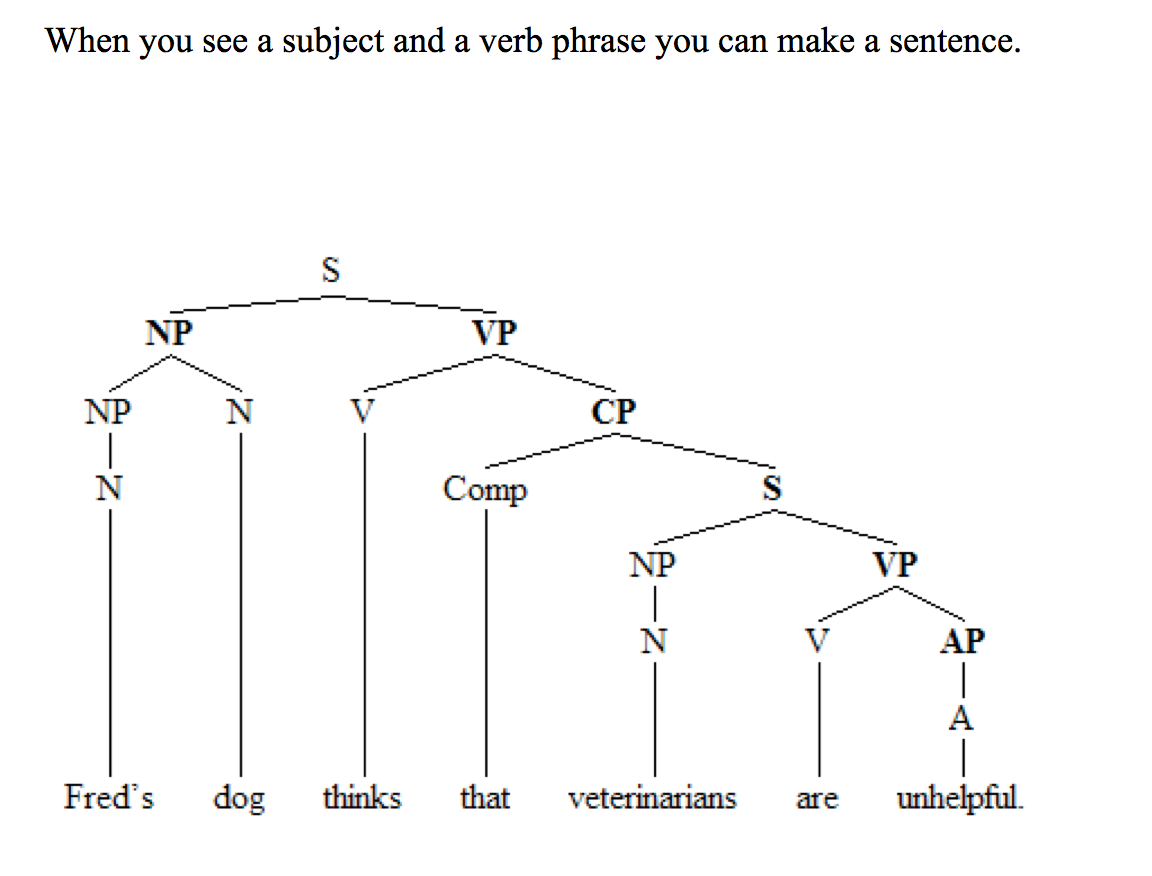 When you see a subject and a verb phrase you can make a sentence.
S
NP VP
NP N V CP
N Comp S
NP VP
N V AP
A
Fred's dog thinks that veterinarians are unhelpful.